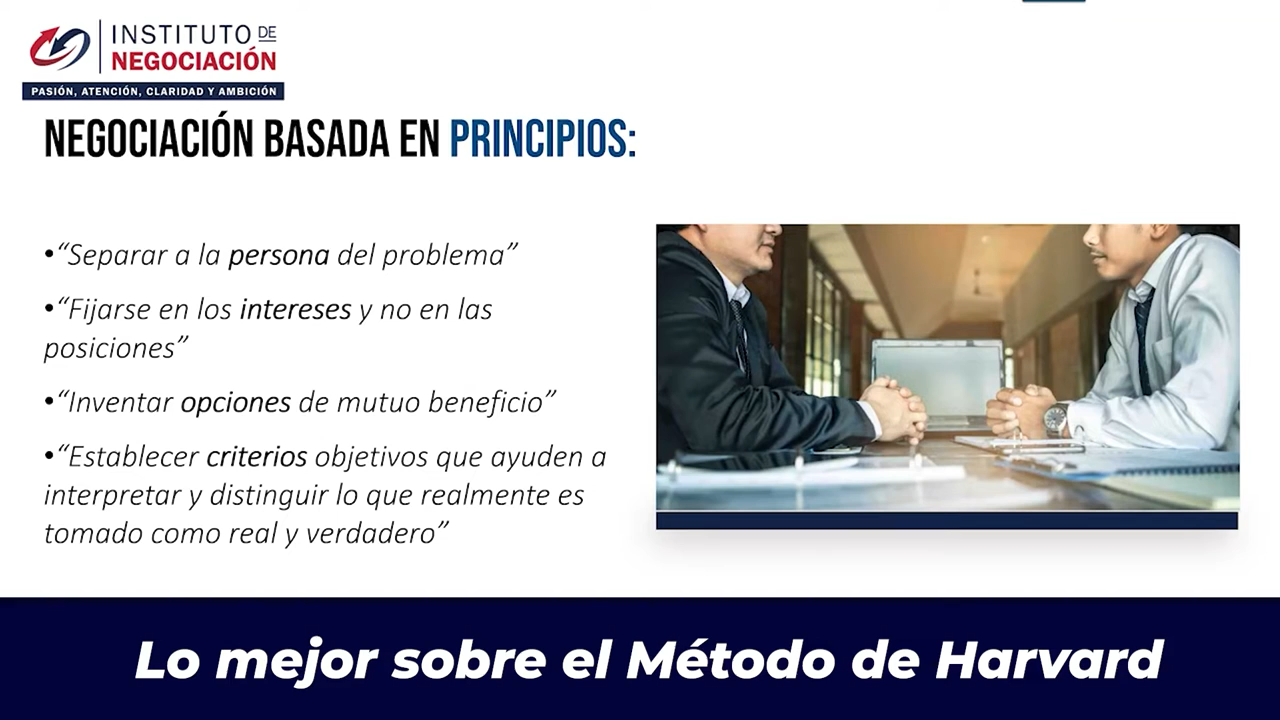 INSTITUTO DE
NEGOCIACIÓN
PASIÓN, ATENCIÓN, CLARIDAD Y AMBICIÓN
NEGOCIACIÓN BASADA EN PRINCIPIOS:
•“Separar a la persona del problema”
•“Fijarse en los intereses y no en las
posiciones”
•“Inventar opciones de mutuo beneficio”
•“Establecer criterios objetivos que ayuden a
interpretar y distinguir lo que realmente es
tomado como real y verdadero”
Lo mejor sobre el Método de Harvard